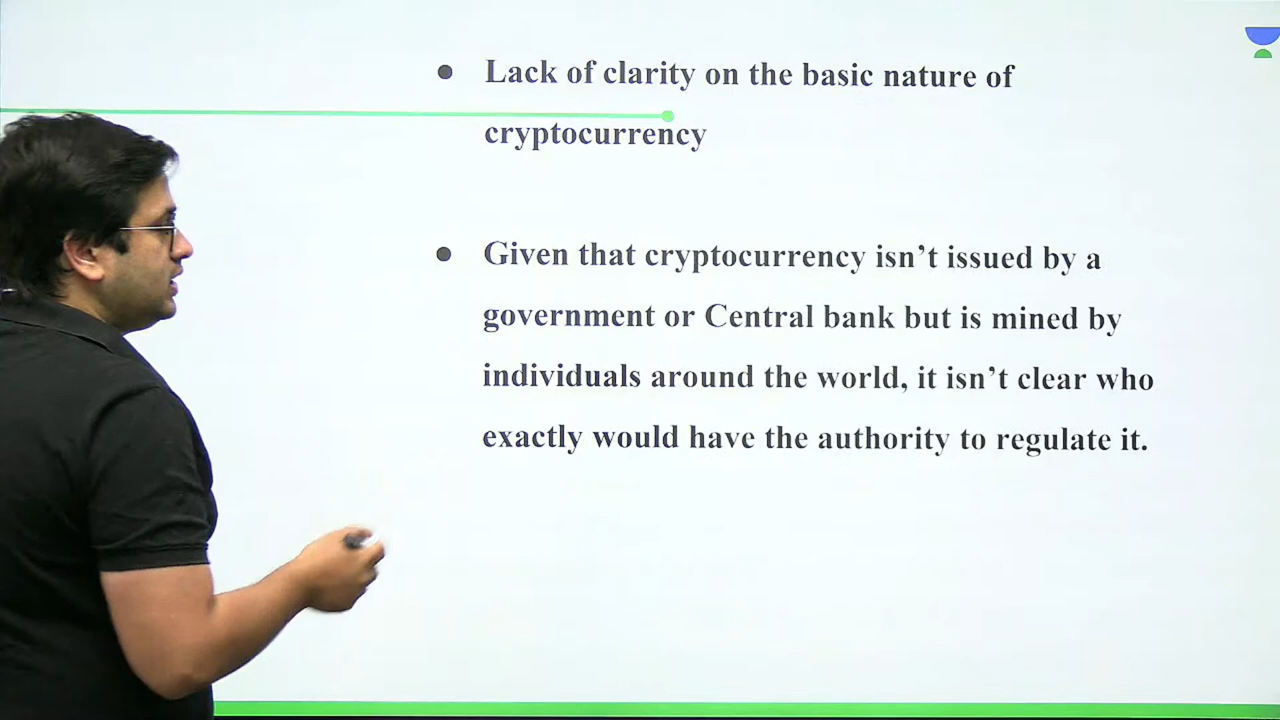 ● Lack of clarity on the basic nature of
cryptocurrency
● Given that cryptocurrency isn’t issued by a
government or Central bank but is mined by
individuals around the world, it isn’t clear who
exactly would have the authority to regulate it.